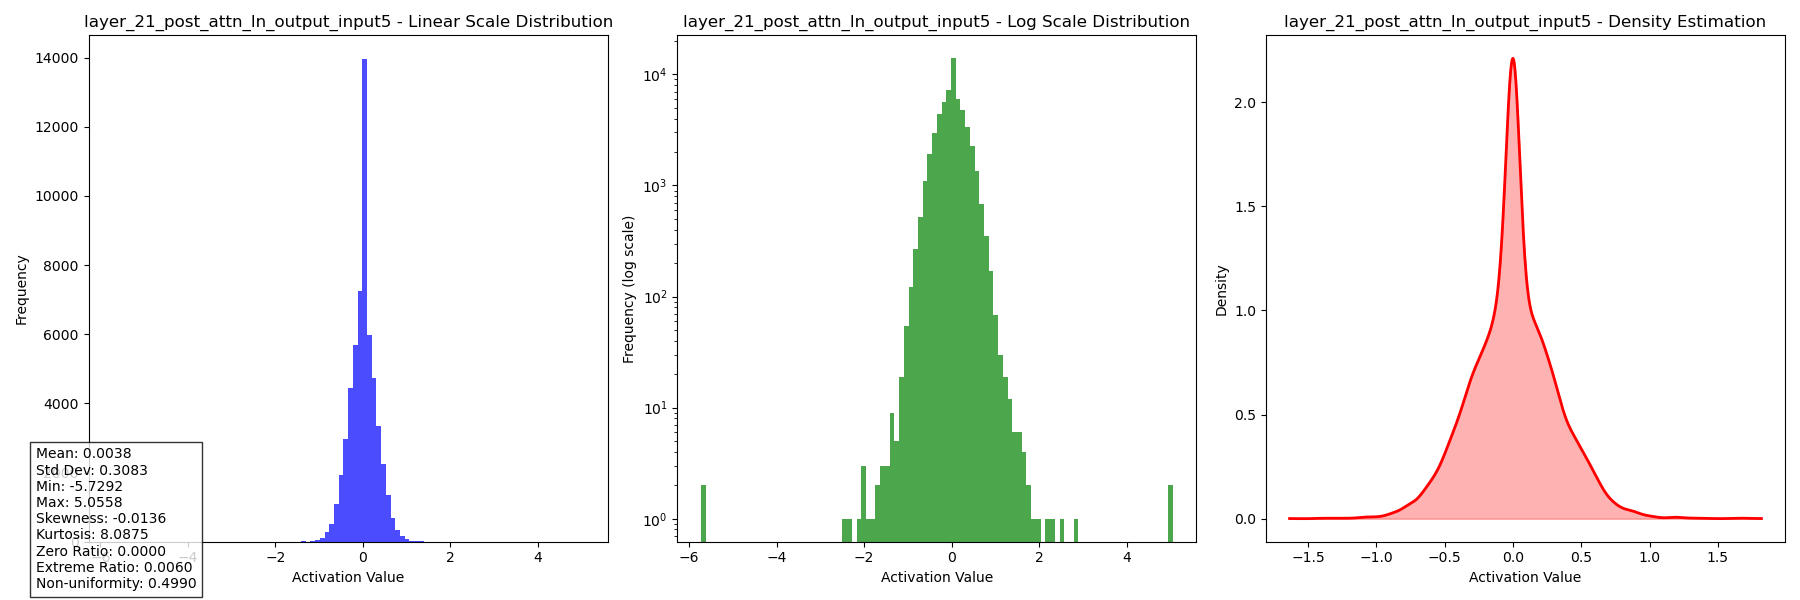 layer_21_post_attn_ln_output_input5 - Linear Scale Distribution
14000
12000
10000
8000
6000
4000
Frequency
−4
−2
0
2
4
Activation Value
Mean: 0.0038
Std Dev: 0.3083
Min: -5.7292
Max: 5.0558
Skewness: -0.0136
Kurtosis: 8.0875
Zero Ratio: 0.0000
Extreme Ratio: 0.0060
Non-uniformity: 0.4990
layer_21_post_attn_ln_output_input5 - Log Scale Distribution
10⁴
10³
10²
10¹
10⁰
Frequency (log scale)
−6
−4
−2
0
2
4
Activation Value
layer_21_post_attn_ln_output_input5 - Density Estimation
2.0
1.5
1.0
0.5
0.0
Density
−1.5
−1.0
−0.5
0.0
0.5
1.0
1.5
Activation Value